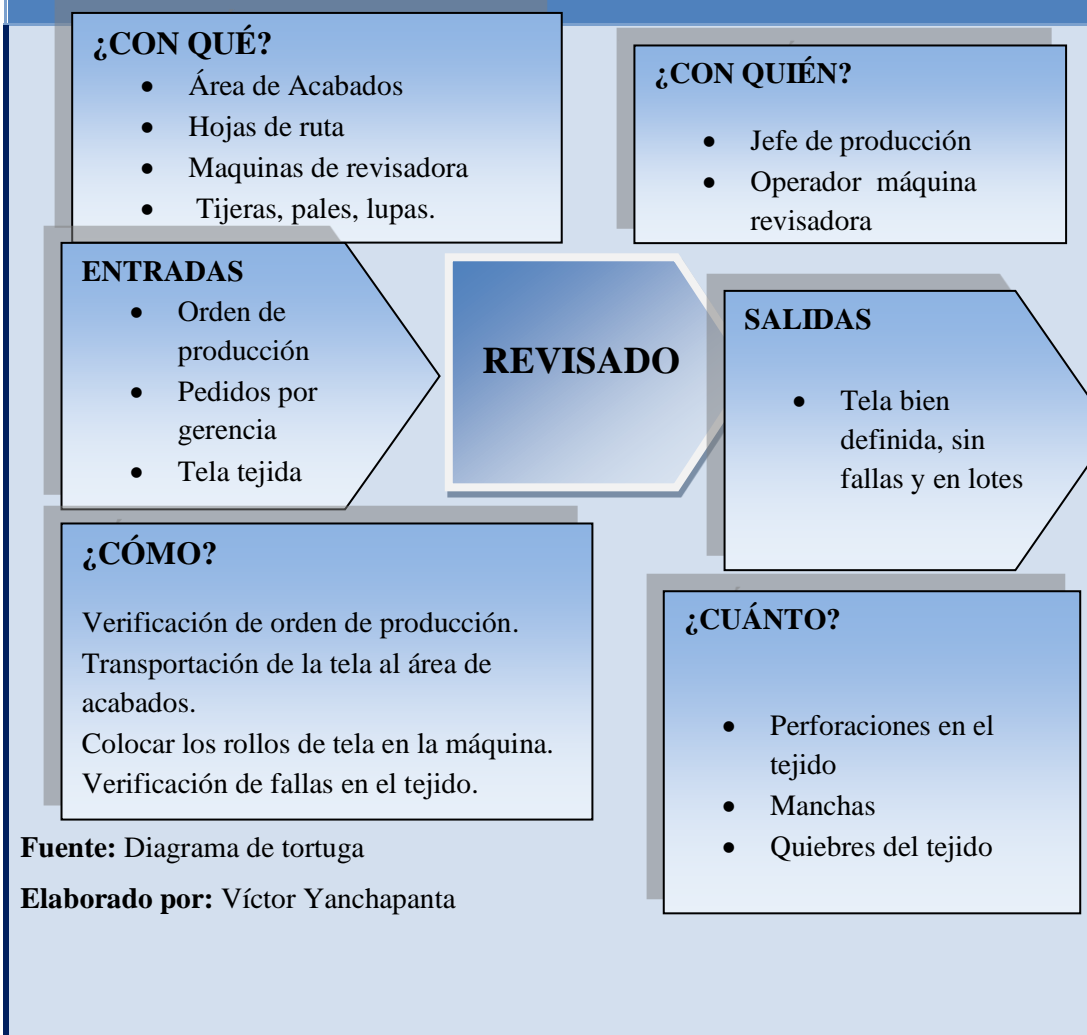 ¿CON QUÉ?
• Área de Acabados
• Hojas de ruta
• Maquinas de revisadora
• Tijeras, pales, lupas.
¿CON QUIÉN?
• Jefe de producción
• Operador máquina
revisadora
ENTRADAS
• Orden de
producción
• Pedidos por
gerencia
• Tela tejida
REVISADO
SALIDAS
• Tela bien
definida, sin
fallas y en lotes
¿CÓMO?
Verificación de orden de producción.
Transportación de la tela al área de
acabados.
Colocar los rollos de tela en la máquina.
Verificación de fallas en el tejido.
¿CUÁNTO?
• Perforaciones en el
tejido
• Manchas
• Quiebres del tejido
Fuente: Diagrama de tortuga
Elaborado por: Víctor Yanchapanta